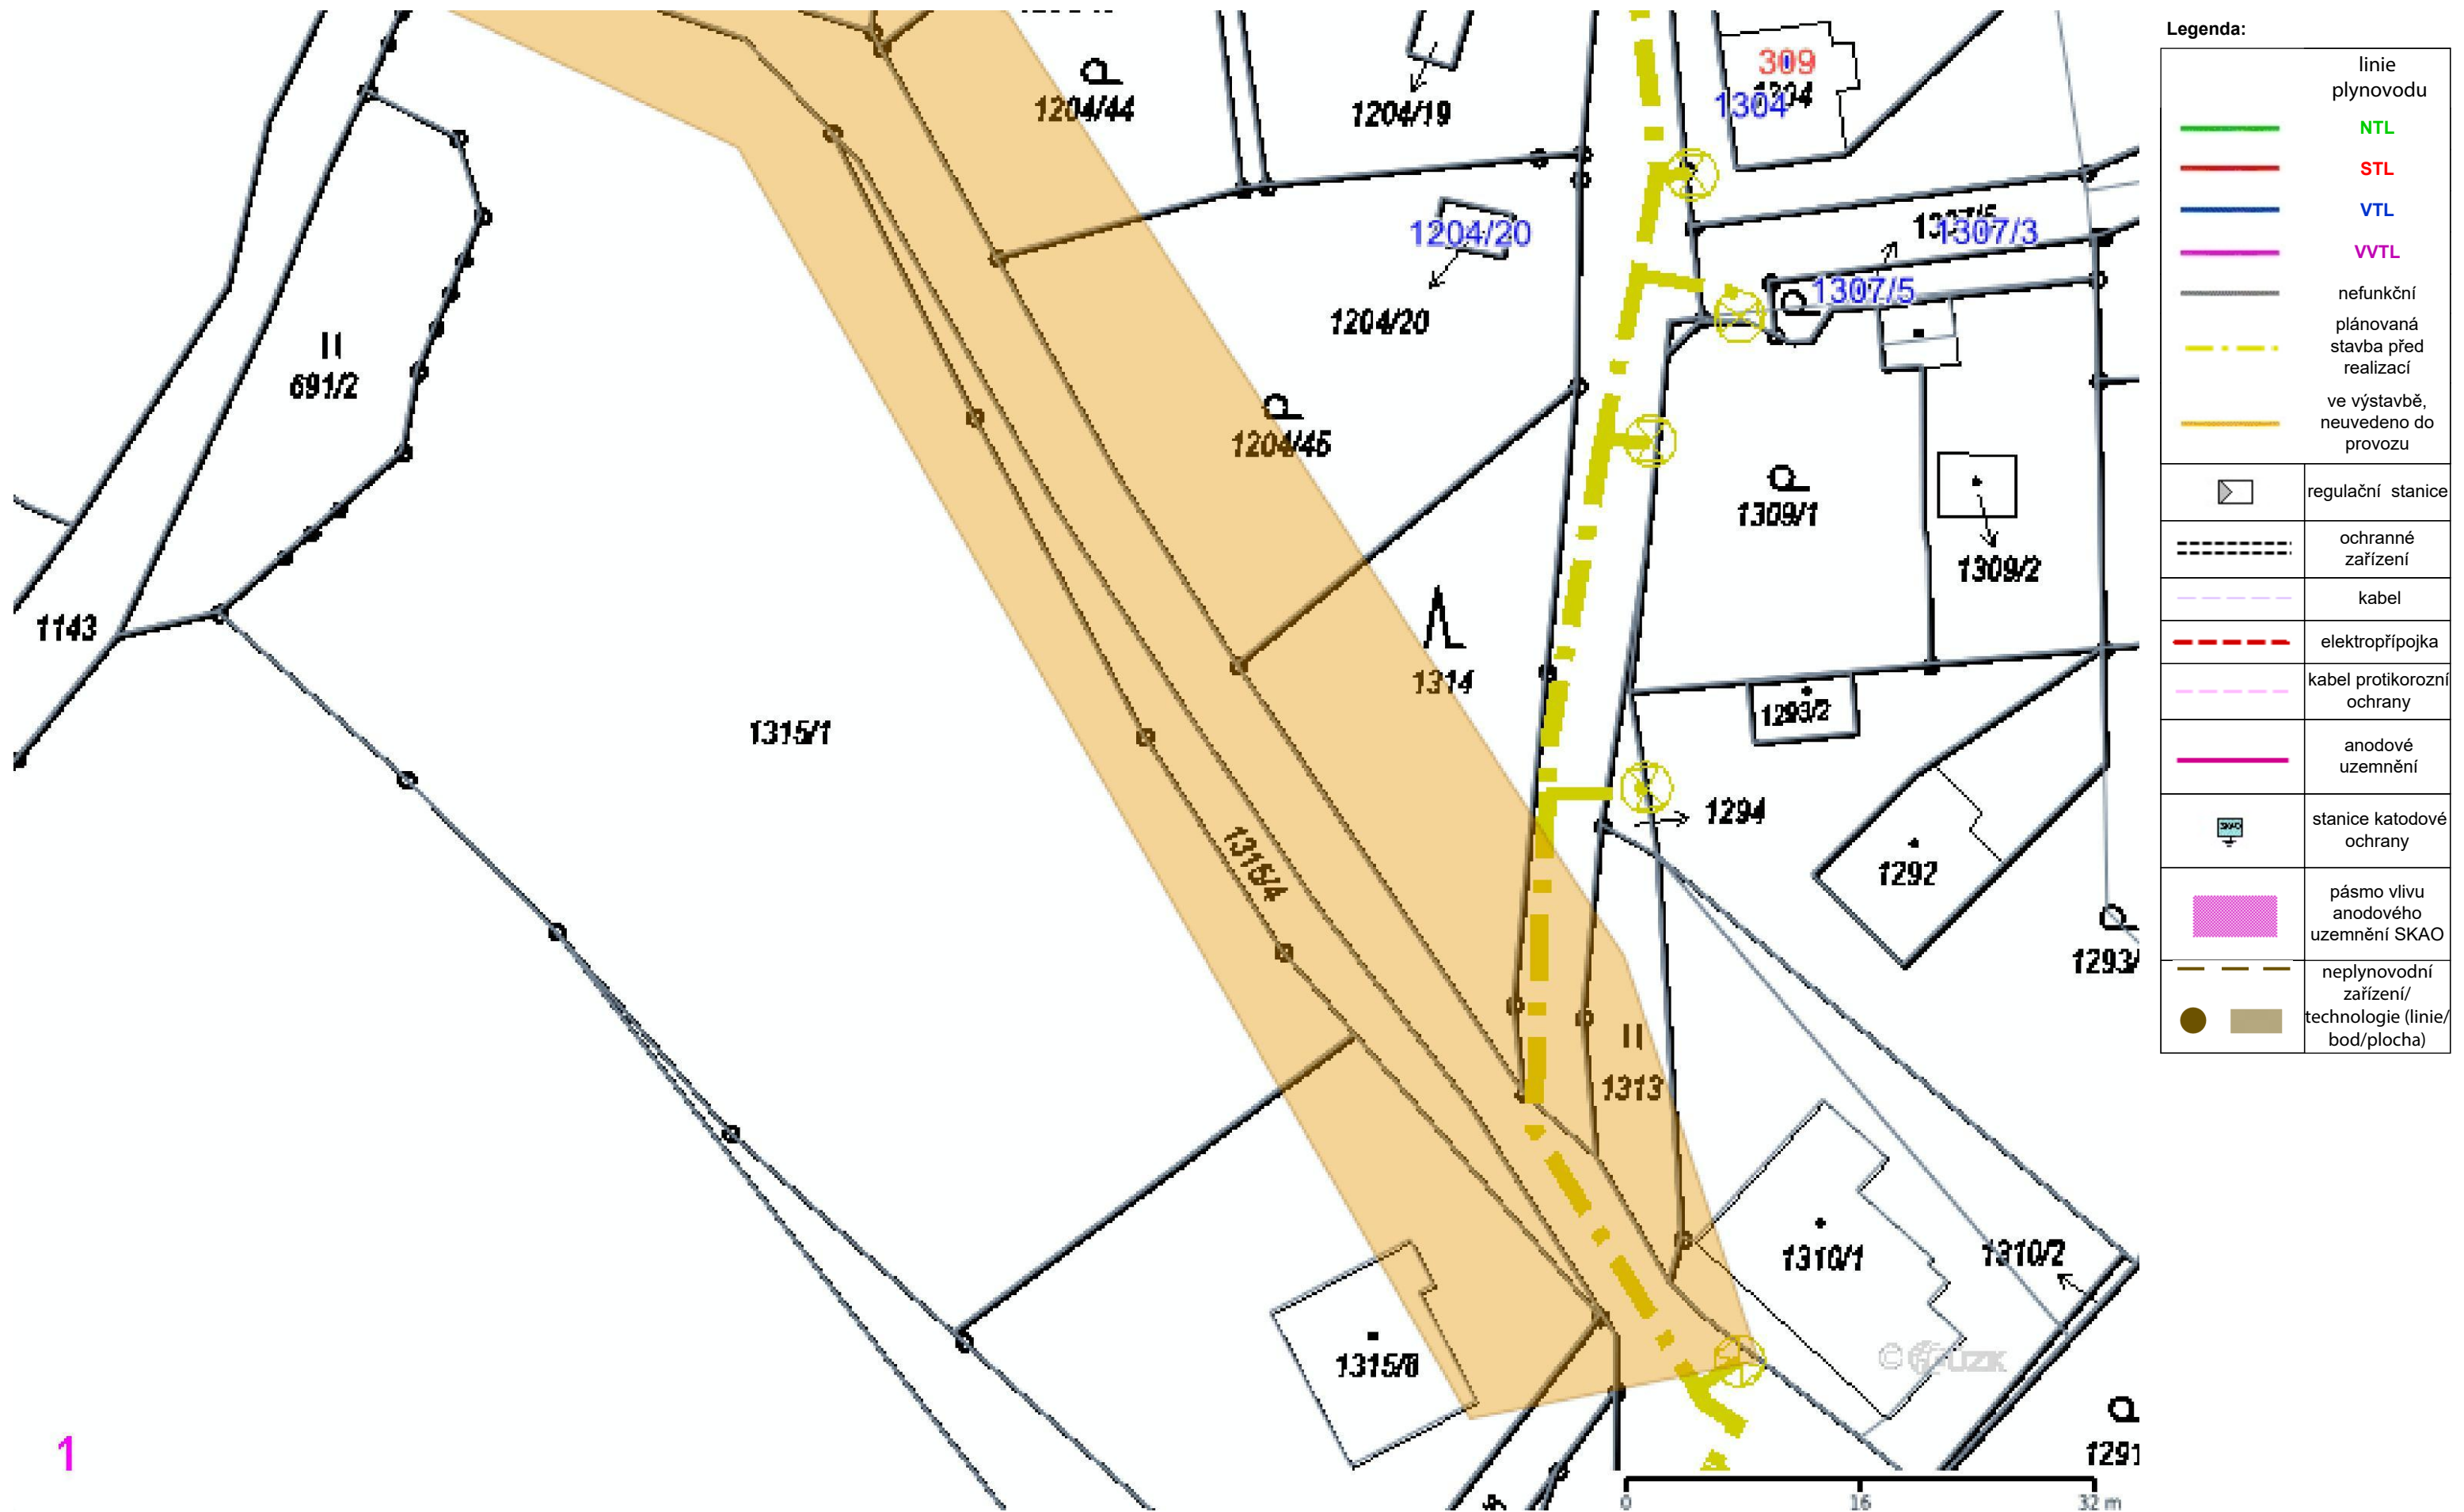 1204/44
1204/19
309
1304
1304
1204/20
1307/3
1307/5
1204/20
691/2
1204/45
1309/1
1309/2
1143
1314
1293/2
1315/1
1294
1315/4
1292
1293/
1313
1310/1
1310/2
1315/8
1291
1
0 16 32 m
Legenda:
linie
plynovodu
NTL
STL
VTL
VVTL
nefunkční
plánovaná
stavba před
realizací
ve výstavbě,
neuvedeno do
provozu
regulační stanice
ochranné
zařízení
kabel
elektropřípojka
kabel protikorozní
ochrany
anodové
uzemnění
SKAO
stanice katodové
ochrany
pásmo vlivu
anodového
uzemnění SKAO
neplynovodní
zařízení/
technologie (linie/
bod/plocha)